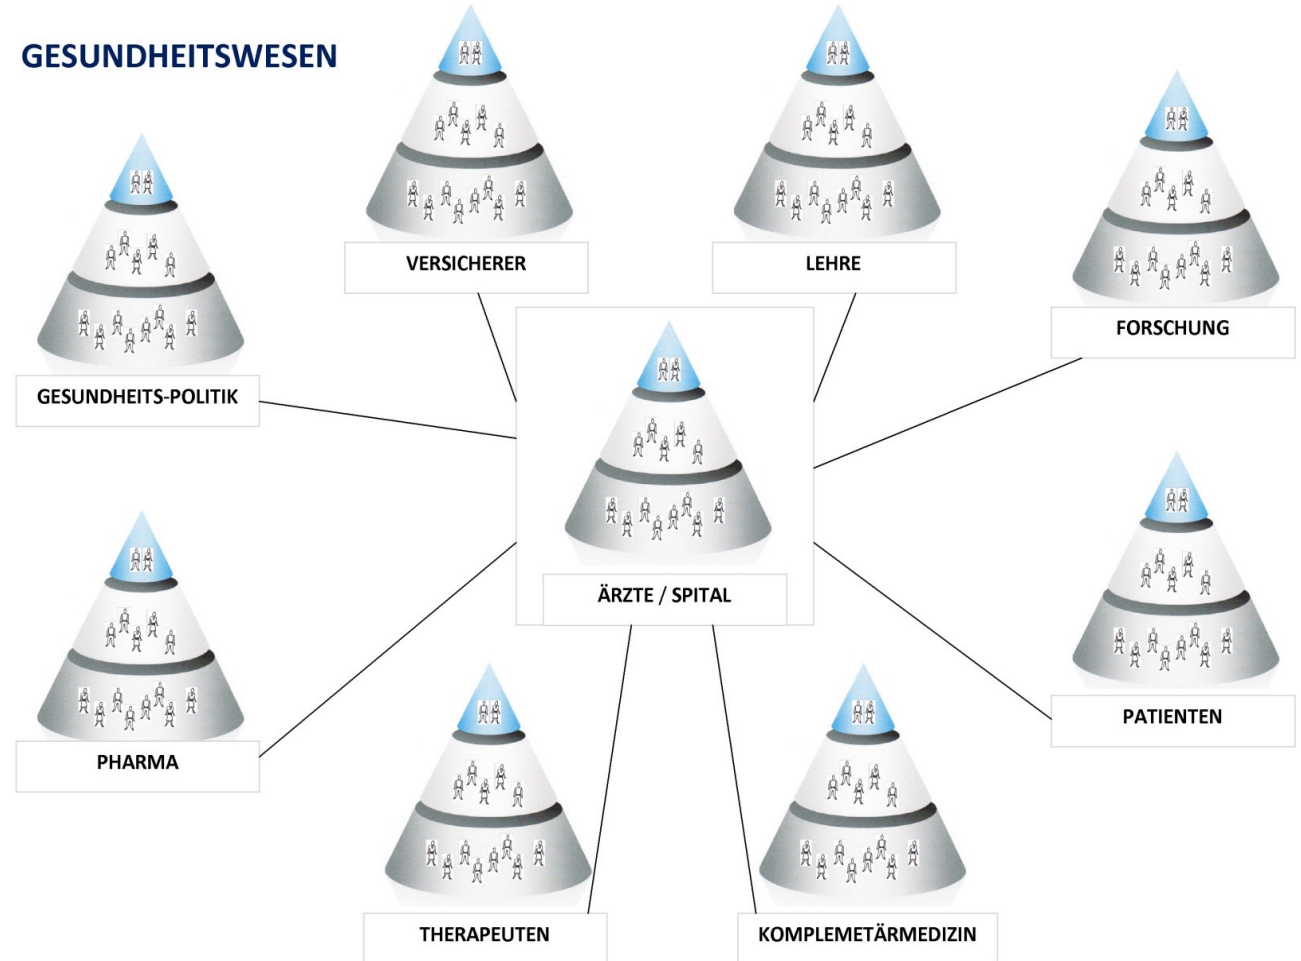 GESUNDHEITSWESEN
VERSICHERER
LEHRE
FORSCHUNG
GESUNDHEITS-POLITIK
ÄRZTE / SPITAL
PATIENTEN
PHARMA
THERAPEUTEN
KOMPLEMETÄRMEDIZIN